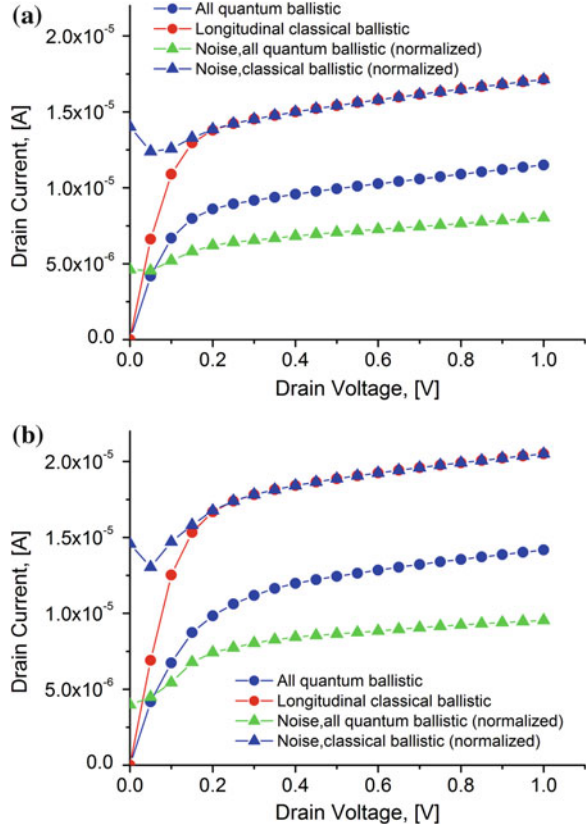 (a)
All quantum ballistic
Longitudinal classical ballistic
Noise,all quantum ballistic (normalized)
Noise,classical ballistic (normalized)
2.0x10⁻⁵
1.5x10⁻⁵
1.0x10⁻⁵
5.0x10⁻⁶
0.0
Drain Current, [A]
0.0 0.2 0.4 0.6 0.8 1.0
Drain Voltage, [V]
(b)
2.0x10⁻⁵
1.5x10⁻⁵
1.0x10⁻⁵
5.0x10⁻⁶
0.0
Drain Current, [A]
All quantum ballistic
Longitudinal classical ballistic
Noise,all quantum ballistic (normalized)
Noise,classical ballistic (normalized)
0.0 0.2 0.4 0.6 0.8 1.0
Drain Voltage, [V]